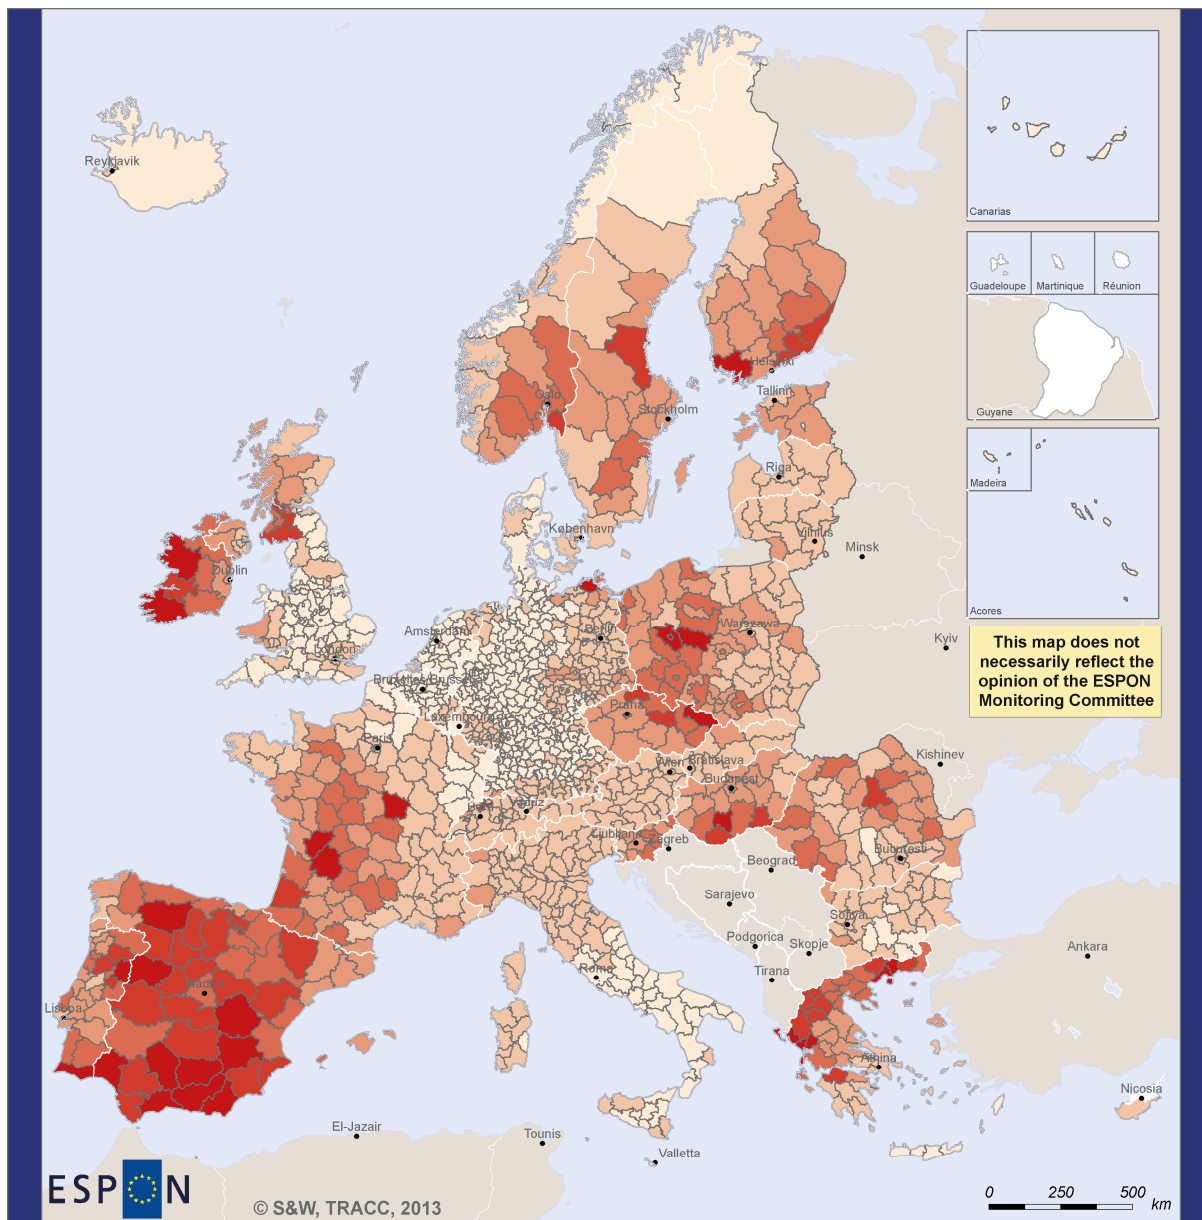 Reykjavik
Canarias
Guadeloupe
Martinique
Réunion
Guyane
Madeira
Acores
Oslo
Helsinki
Tallinn
Stockholm
Riga
København
Vilnius
Minsk
Dublin
Amsterdam
Berlin
Warszawa
London
Kyiv
This map does not
necessarily reflect the
opinion of the ESPON
Monitoring Committee
Bruxelles/Brussel
Luxembourg
Praha
Paris
Kishinev
Wien
Bratislava
Budapest
Bern
Vaduz
Ljubljana
Zagreb
Bucuresti
Beograd
Sarajevo
Sofiya
Podgorica
Skopje
Ankara
Roma
Tirana
Madrid
Lisboa
Athina
Nicosia
El-Jazair
Tounis
Valletta
ESPON
© S&W, TRACC, 2013
0 250 500
km